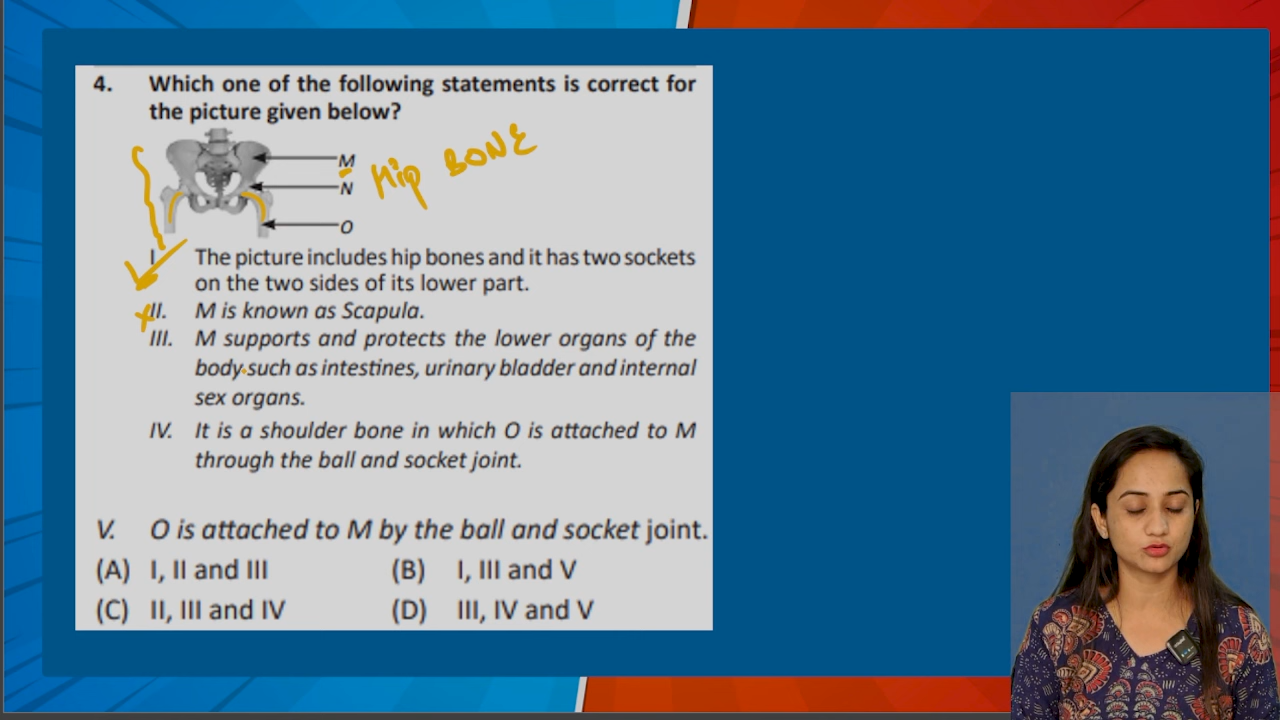 4. Which one of the following statements is correct for
the picture given below?
M
Hip BONE
N
O
I. The picture includes hip bones and it has two sockets
on the two sides of its lower part.
II. M is known as Scapula.
III. M supports and protects the lower organs of the
body such as intestines, urinary bladder and internal
sex organs.
IV. It is a shoulder bone in which O is attached to M
through the ball and socket joint.
V. O is attached to M by the ball and socket joint.
(A) I, II and III (B) I, III and V
(C) II, III and IV (D) III, IV and V